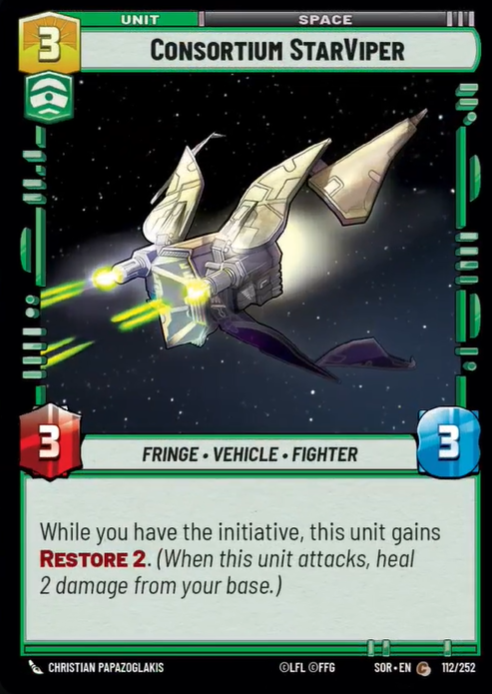 UNIT SPACE
3 CONSORTIUM STARVIPER
3 FRINGE • VEHICLE • FIGHTER 3
While you have the initiative, this unit gains
RESTORE 2. (When this unit attacks, heal
2 damage from your base.)
CHRISTIAN PAPAZOGLAKIS ©LFL ©FFG SOR • EN C 112/252